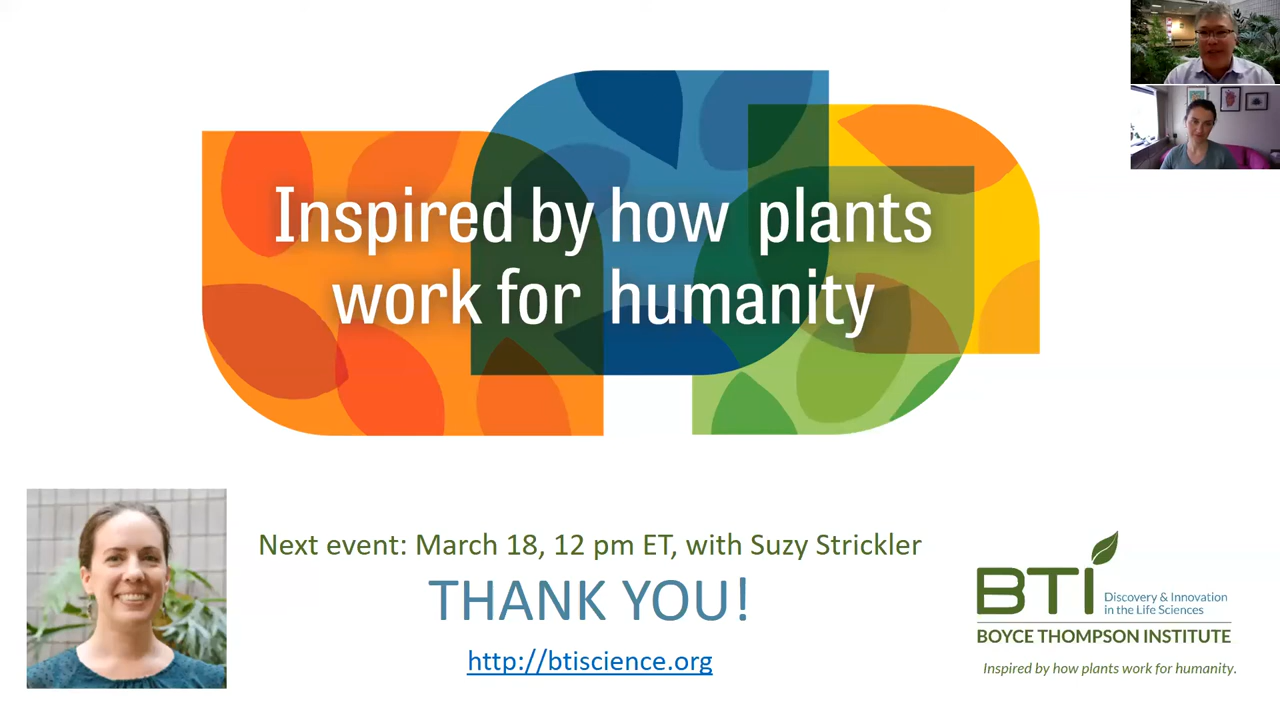 Inspired by how plants
work for humanity
Next event: March 18, 12 pm ET, with Suzy Strickler
THANK YOU!
http://btiscience.org
BTI
Discovery & Innovation
in the Life Sciences
BOYCE THOMPSON INSTITUTE
Inspired by how plants work for humanity.